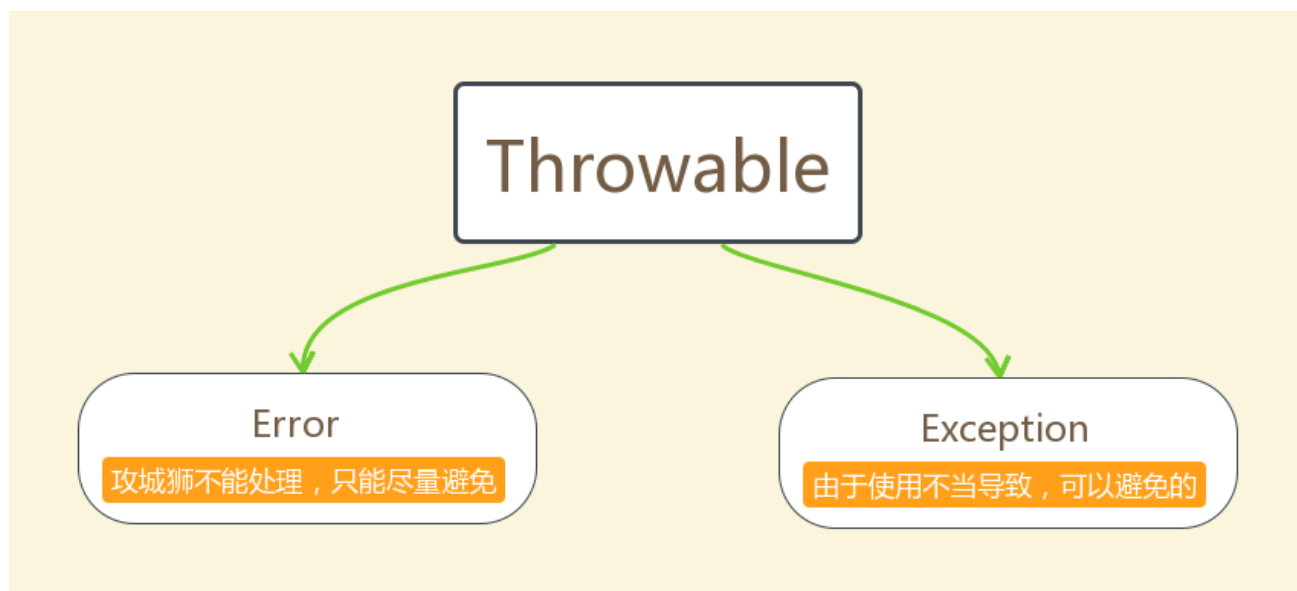 Throwable
Error
攻城狮不能处理，只能尽量避免
Exception
由于使用不当导致，可以避免的